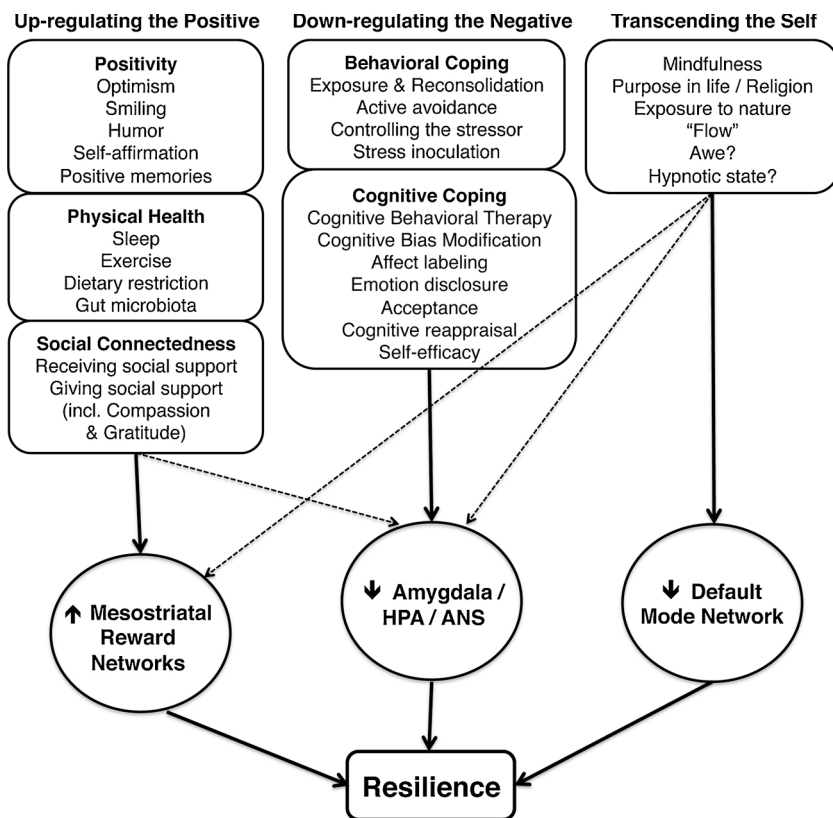 Up-regulating the Positive
Positivity
Optimism
Smiling
Humor
Self-affirmation
Positive memories
Physical Health
Sleep
Exercise
Dietary restriction
Gut microbiota
Social Connectedness
Receiving social support
Giving social support
(incl. Compassion
& Gratitude)
Down-regulating the Negative
Behavioral Coping
Exposure & Reconsolidation
Active avoidance
Controlling the stressor
Stress inoculation
Cognitive Coping
Cognitive Behavioral Therapy
Cognitive Bias Modification
Affect labeling
Emotion disclosure
Acceptance
Cognitive reappraisal
Self-efficacy
Transcending the Self
Mindfulness
Purpose in life / Religion
Exposure to nature
“Flow”
Awe?
Hypnotic state?
Mesostriatal
Reward
Networks
Amygdala /
HPA / ANS
Default
Mode Network
Resilience